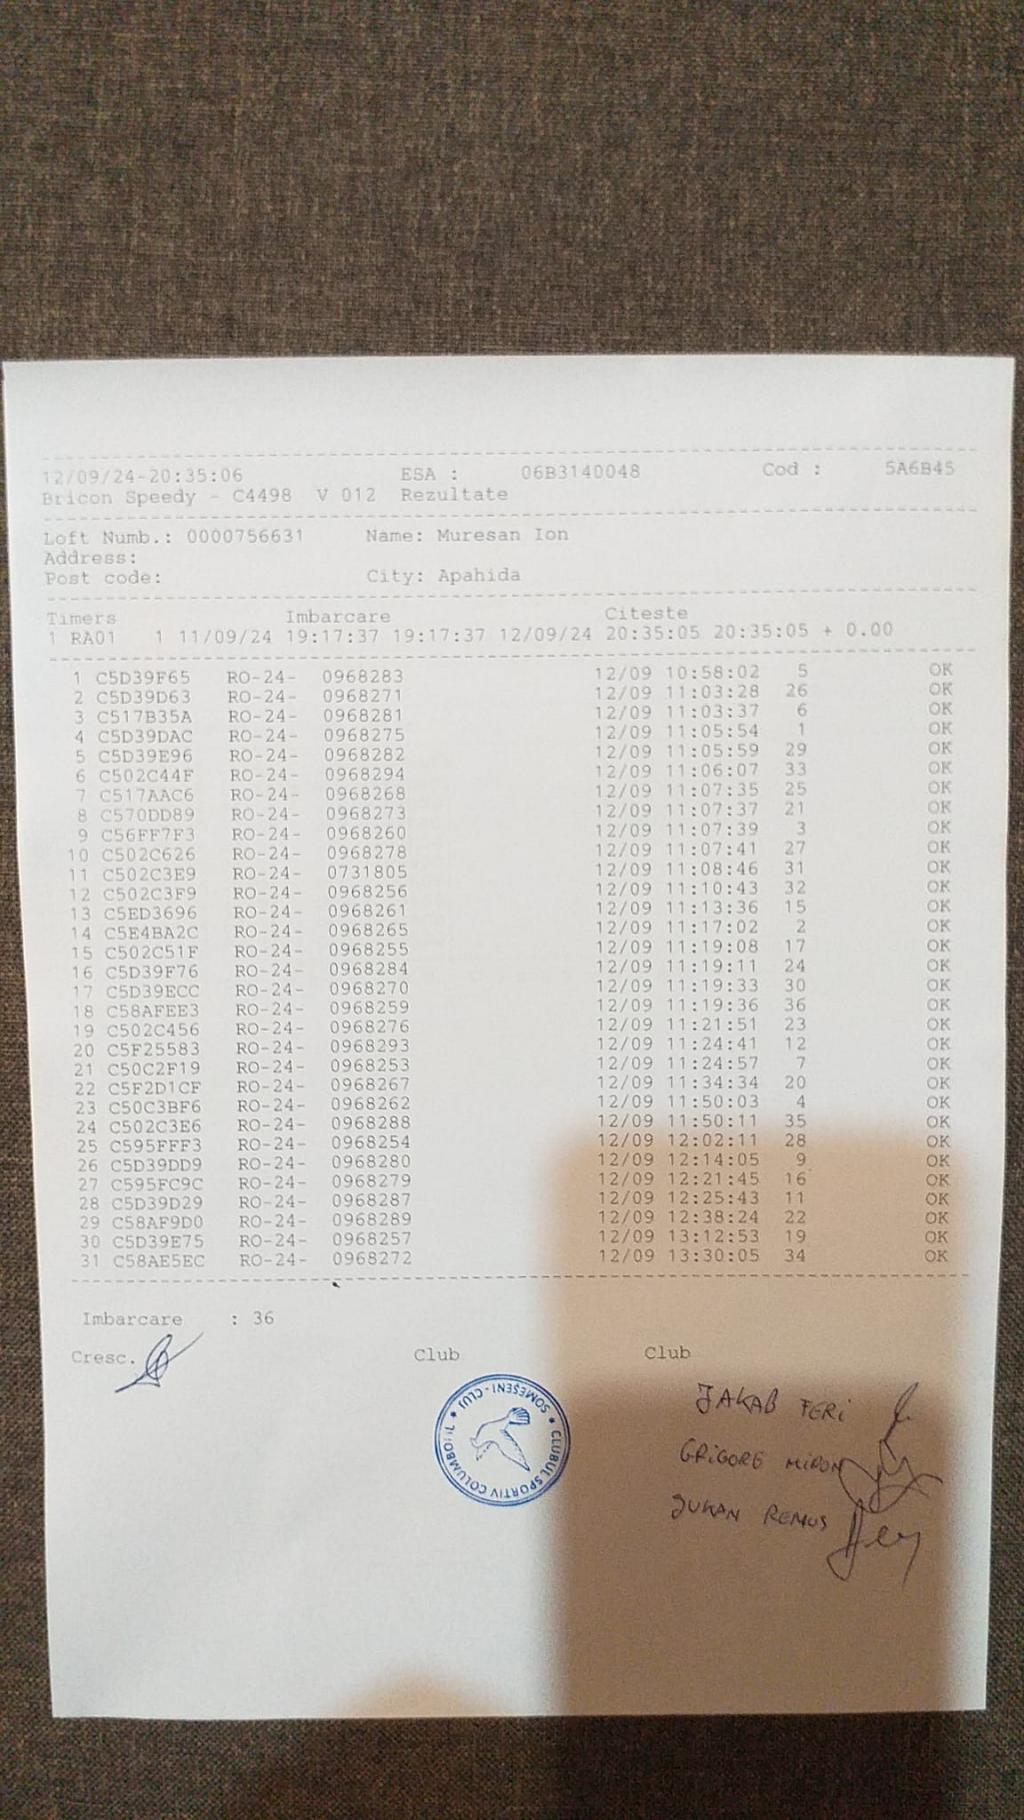 12/09/24-20:35:06 ESA : 06B3140048 Cod : 5A6B45
Bricon Speedy - C4498 V 012 Rezultate
Loft Numb.: 0000756631 Name: Muresan Ion
Address:
Post code: City: Apahida
Timers Imbarcare Citeste
1 RA01 1 11/09/24 19:17:37 19:17:37 12/09/24 20:35:05 20:35:05 + 0.00
1 C5D39F65 RO-24- 0968283 12/09 10:58:02 5 OK
2 C5D39D63 RO-24- 0968271 12/09 11:03:28 26 OK
3 C517B35A RO-24- 0968281 12/09 11:03:37 6 OK
4 C5D39DAC RO-24- 0968275 12/09 11:05:54 1 OK
5 C5D39E96 RO-24- 0968282 12/09 11:05:59 29 OK
6 C502C44F RO-24- 0968294 12/09 11:06:07 33 OK
7 C517AAC6 RO-24- 0968268 12/09 11:07:35 25 OK
8 C570DD89 RO-24- 0968273 12/09 11:07:37 21 OK
9 C56FF7F3 RO-24- 0968260 12/09 11:07:39 3 OK
10 C502C626 RO-24- 0968278 12/09 11:07:41 27 OK
11 C502C3E9 RO-24- 0731805 12/09 11:08:46 31 OK
12 C502C3F9 RO-24- 0968256 12/09 11:10:43 32 OK
13 C5ED3696 RO-24- 0968261 12/09 11:13:36 15 OK
14 C5E4BA2C RO-24- 0968265 12/09 11:17:02 2 OK
15 C502C51F RO-24- 0968255 12/09 11:19:08 17 OK
16 C5D39F76 RO-24- 0968284 12/09 11:19:11 24 OK
17 C5D39ECC RO-24- 0968270 12/09 11:19:33 30 OK
18 C58AFEE3 RO-24- 0968259 12/09 11:19:36 36 OK
19 C502C456 RO-24- 0968276 12/09 11:21:51 23 OK
20 C5F25583 RO-24- 0968293 12/09 11:24:41 12 OK
21 C50C2F19 RO-24- 0968253 12/09 11:24:57 7 OK
22 C5F2D1CF RO-24- 0968267 12/09 11:34:34 20 OK
23 C50C3BF6 RO-24- 0968262 12/09 11:50:03 4 OK
24 C502C3E6 RO-24- 0968288 12/09 11:50:11 35 OK
25 C595FFF3 RO-24- 0968254 12/09 12:02:11 28 OK
26 C5D39DD9 RO-24- 0968280 12/09 12:14:05 9 OK
27 C595FC9C RO-24- 0968279 12/09 12:21:45 16 OK
28 C5D39D29 RO-24- 0968287 12/09 12:25:43 11 OK
29 C58AF9D0 RO-24- 0968289 12/09 12:38:24 22 OK
30 C5D39E75 RO-24- 0968257 12/09 13:12:53 19 OK
31 C58AE5EC RO-24- 0968272 12/09 13:30:05 34 OK
Imbarcare : 36
Cresc. Club Club
CLUBUL SPORTIV SOMEȘENI-CLUJ
JAKAB FERI
GRIGORE MIRON
JUKAN REMUS